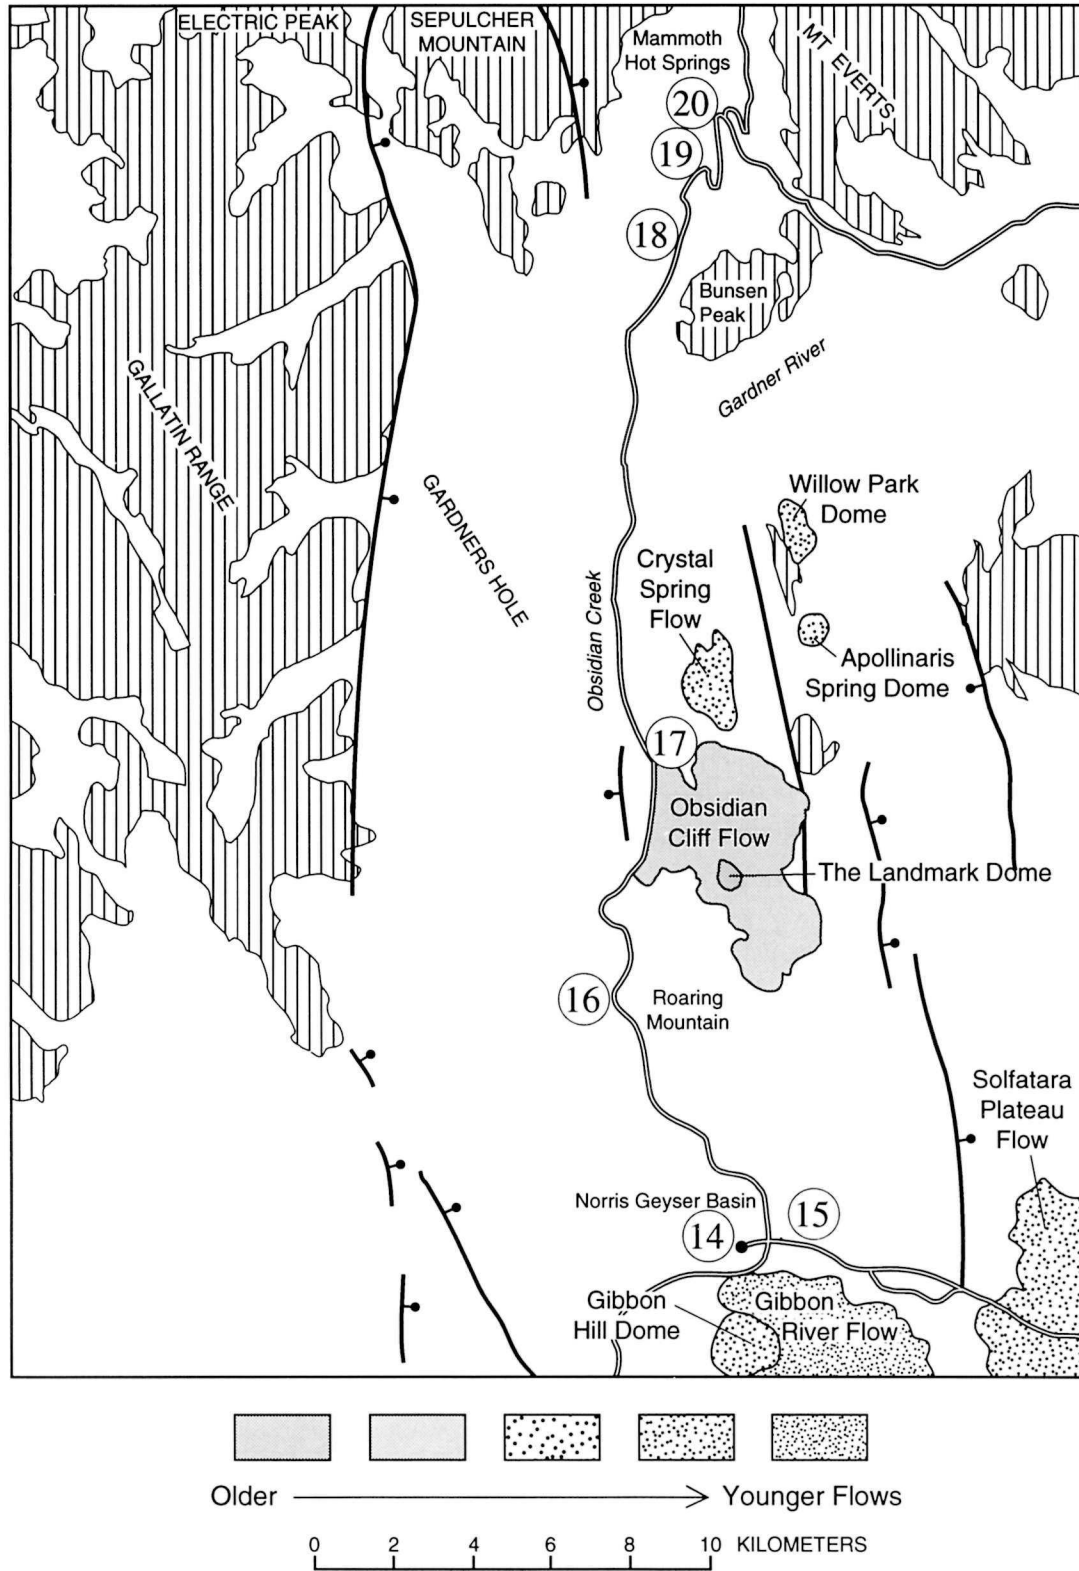 ELECTRIC PEAK
SEPULCHER
MOUNTAIN
Mammoth
Hot Springs
MT EVERTS
20
19
18
Bunsen
Peak
Gardner River
GALLATIN RANGE
GARDNERS HOLE
Willow Park
Dome
Crystal
Spring
Flow
Obsidian Creek
Apollinaris
Spring Dome
17
Obsidian
Cliff Flow
The Landmark Dome
16
Roaring
Mountain
Solfatara
Plateau
Flow
Norris Geyser Basin
15
14
Gibbon
Hill Dome
Gibbon
River Flow
Older
Younger Flows
0 2 4 6 8 10 KILOMETERS